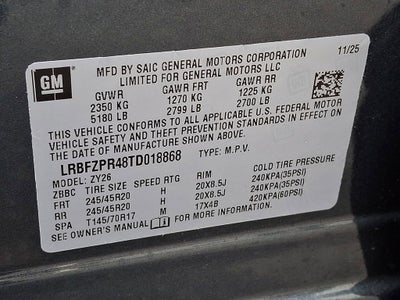 GM
MFD BY SAIC GENERAL MOTORS CORPORATION 11/25
LIMITED FOR GENERAL MOTORS LLC
GVWR GAWR FRT GAWR RR
2350 KG 1270 KG 1225 KG
5180 LB 2799 LB 2700 LB
THIS VEHICLE CONFORMS TO ALL APPLICABLE U.S. FEDERAL MOTOR
VEHICLE SAFETY AND THEFT PREVENTION STANDARDS IN EFFECT ON
THE DATE OF MANUFACTURE SHOWN ABOVE.
LRBFZPR48TD018868 TYPE: M.P.V.
MODEL: ZY26
ZBBC TIRE SIZE SPEED RTG RIM COLD TIRE PRESSURE
FRT 245/45R20 V 20X8.5J 240KPA(35PSI)
RR 245/45R20 V 20X8.5J 240KPA(35PSI)
SPA T145/70R17 M 17X4B 420KPA(60PSI)
SEE OWNER'S MANUAL FOR MORE INFORMATION